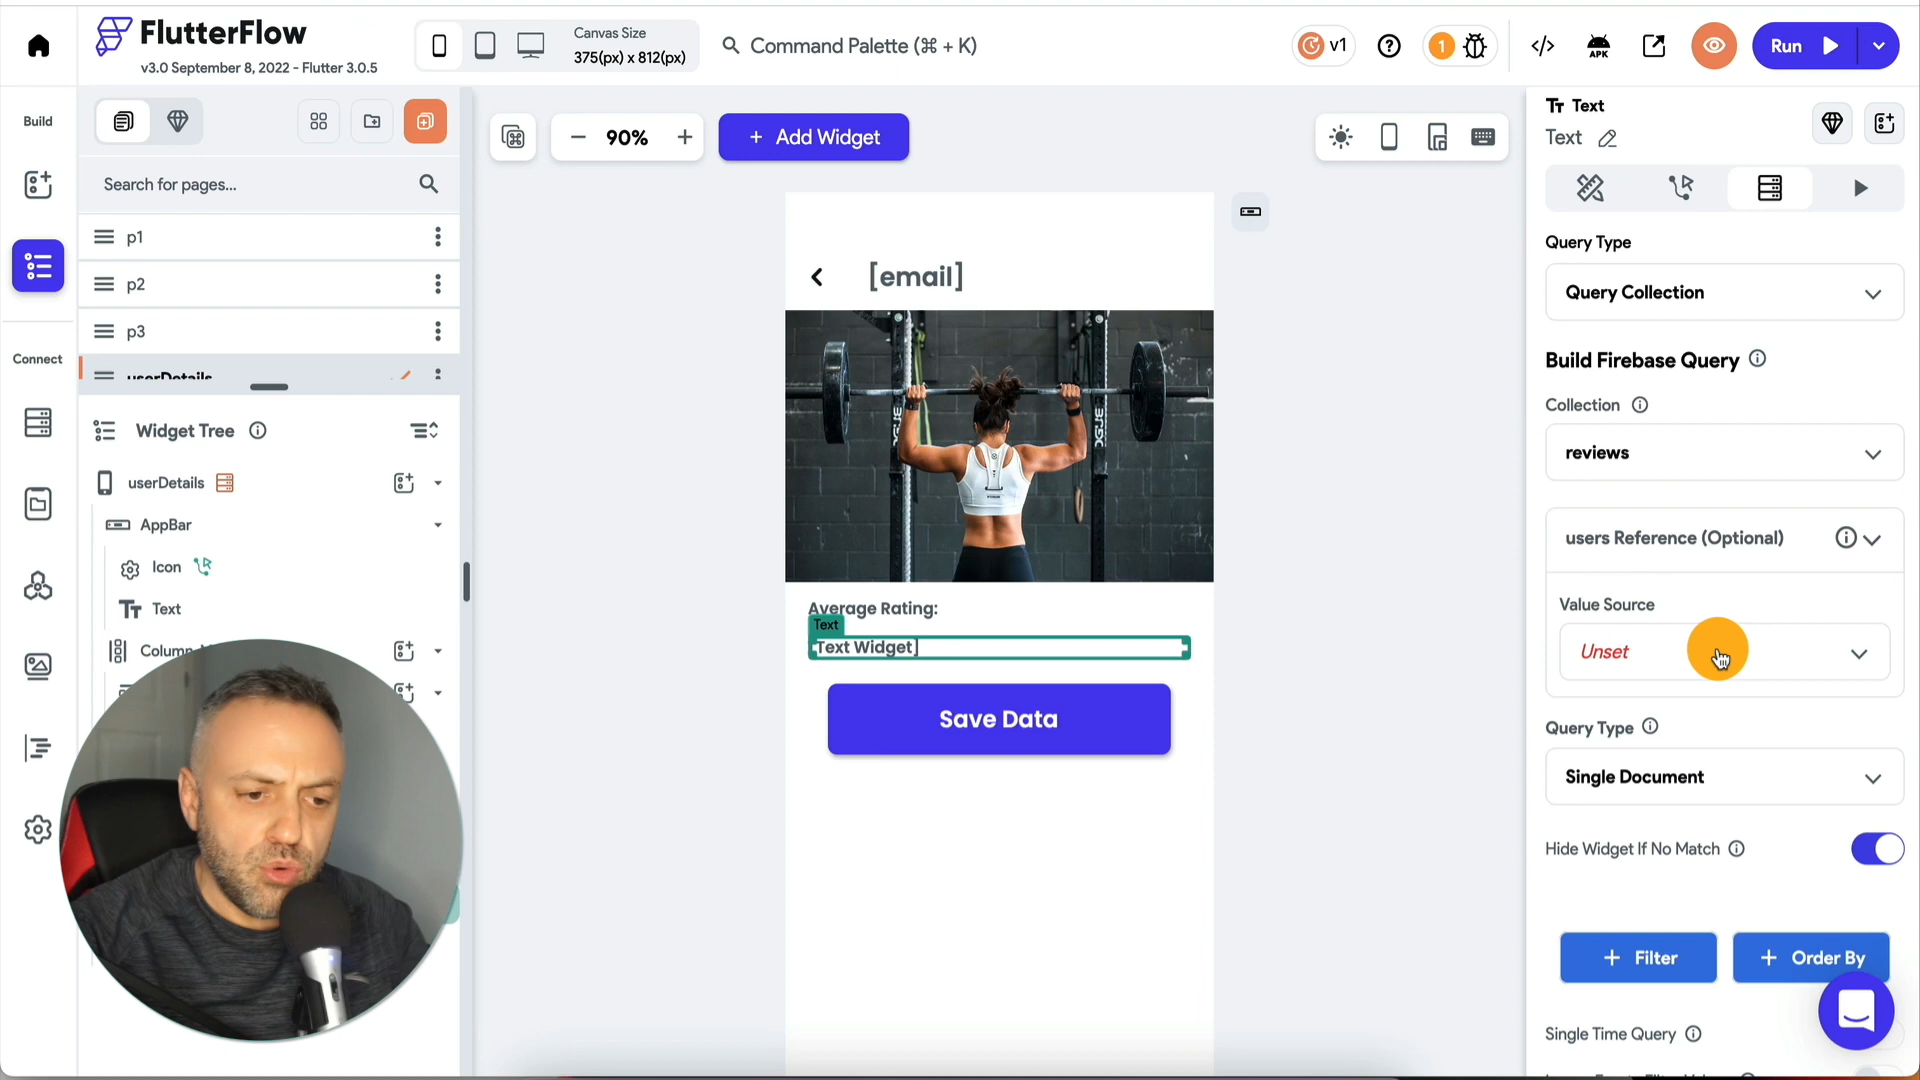 FlutterFlow
v3.0 September 8, 2022 - Flutter 3.0.5
Canvas Size
375(px) x 812(px)
Command Palette (⌘ + K)
v1
1
APK
Run
Build
Search for pages...
p1
p2
p3
userDetails
Connect
Widget Tree
userDetails
AppBar
Icon
Text
Column
90%
+ Add Widget
[email]
ROGUE
Average Rating:
Text
Text Widget]
Save Data
Text
Text
Query Type
Query Collection
Build Firebase Query
Collection
reviews
users Reference (Optional)
Value Source
Unset
Query Type
Single Document
Hide Widget If No Match
+ Filter
+ Order By
Single Time Query